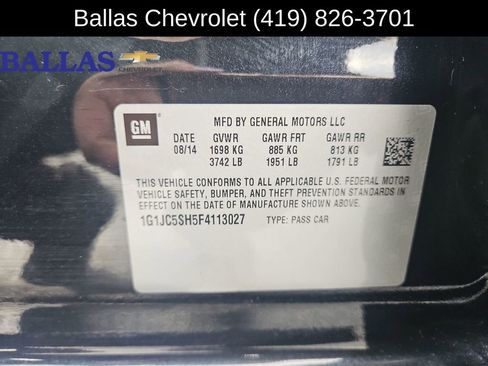 Ballas Chevrolet (419) 826-3701
BALLAS
CHEVROLET
GM
MFD BY GENERAL MOTORS LLC
DATE GVWR GAWR FRT GAWR RR
08/14 1698 KG 885 KG 813 KG
3742 LB 1951 LB 1791 LB
THIS VEHICLE CONFORMS TO ALL APPLICABLE U.S. FEDERAL MOTOR
VEHICLE SAFETY, BUMPER, AND THEFT PREVENTION STANDARDS
IN EFFECT ON THE DATE OF MANUFACTURE SHOWN ABOVE.
1G1JC5SH5F4113027 TYPE: PASS CAR